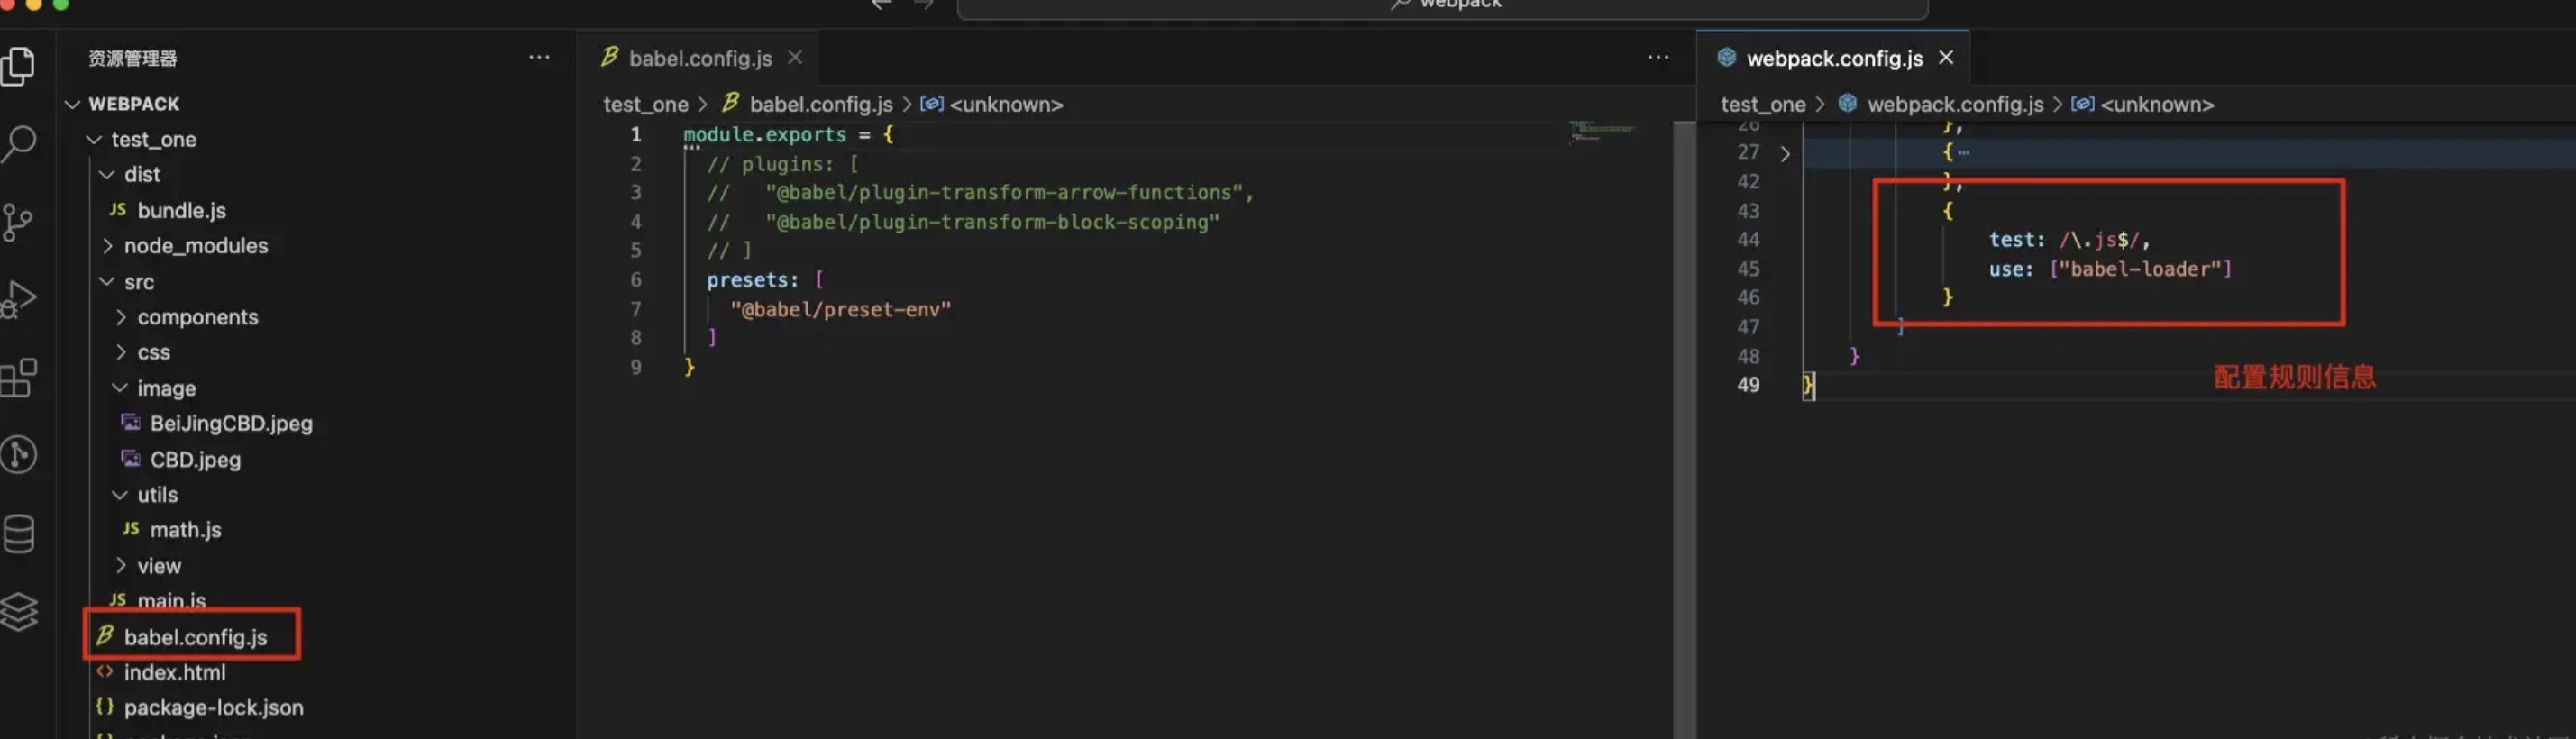 webpack
资源管理器
WEBPACK
test_one
dist
JS bundle.js
node_modules
src
components
css
image
BeiJingCBD.jpeg
CBD.jpeg
utils
JS math.js
view
JS main.js
babel.config.js
index.html
{} package-lock.json
babel.config.js
test_one > babel.config.js > <unknown>
1 module.exports = {
2 // plugins: [
3 //   "@babel/plugin-transform-arrow-functions",
4 //   "@babel/plugin-transform-block-scoping"
5 // ]
6 presets: [
7 "@babel/preset-env"
8 ]
9 }
webpack.config.js
test_one > webpack.config.js > <unknown>
26 },
27 > {…
42 },
43 {
44 test: /\.js$/,
45 use: ["babel-loader"]
46 }
47 ]
48 }
49 }
配置规则信息